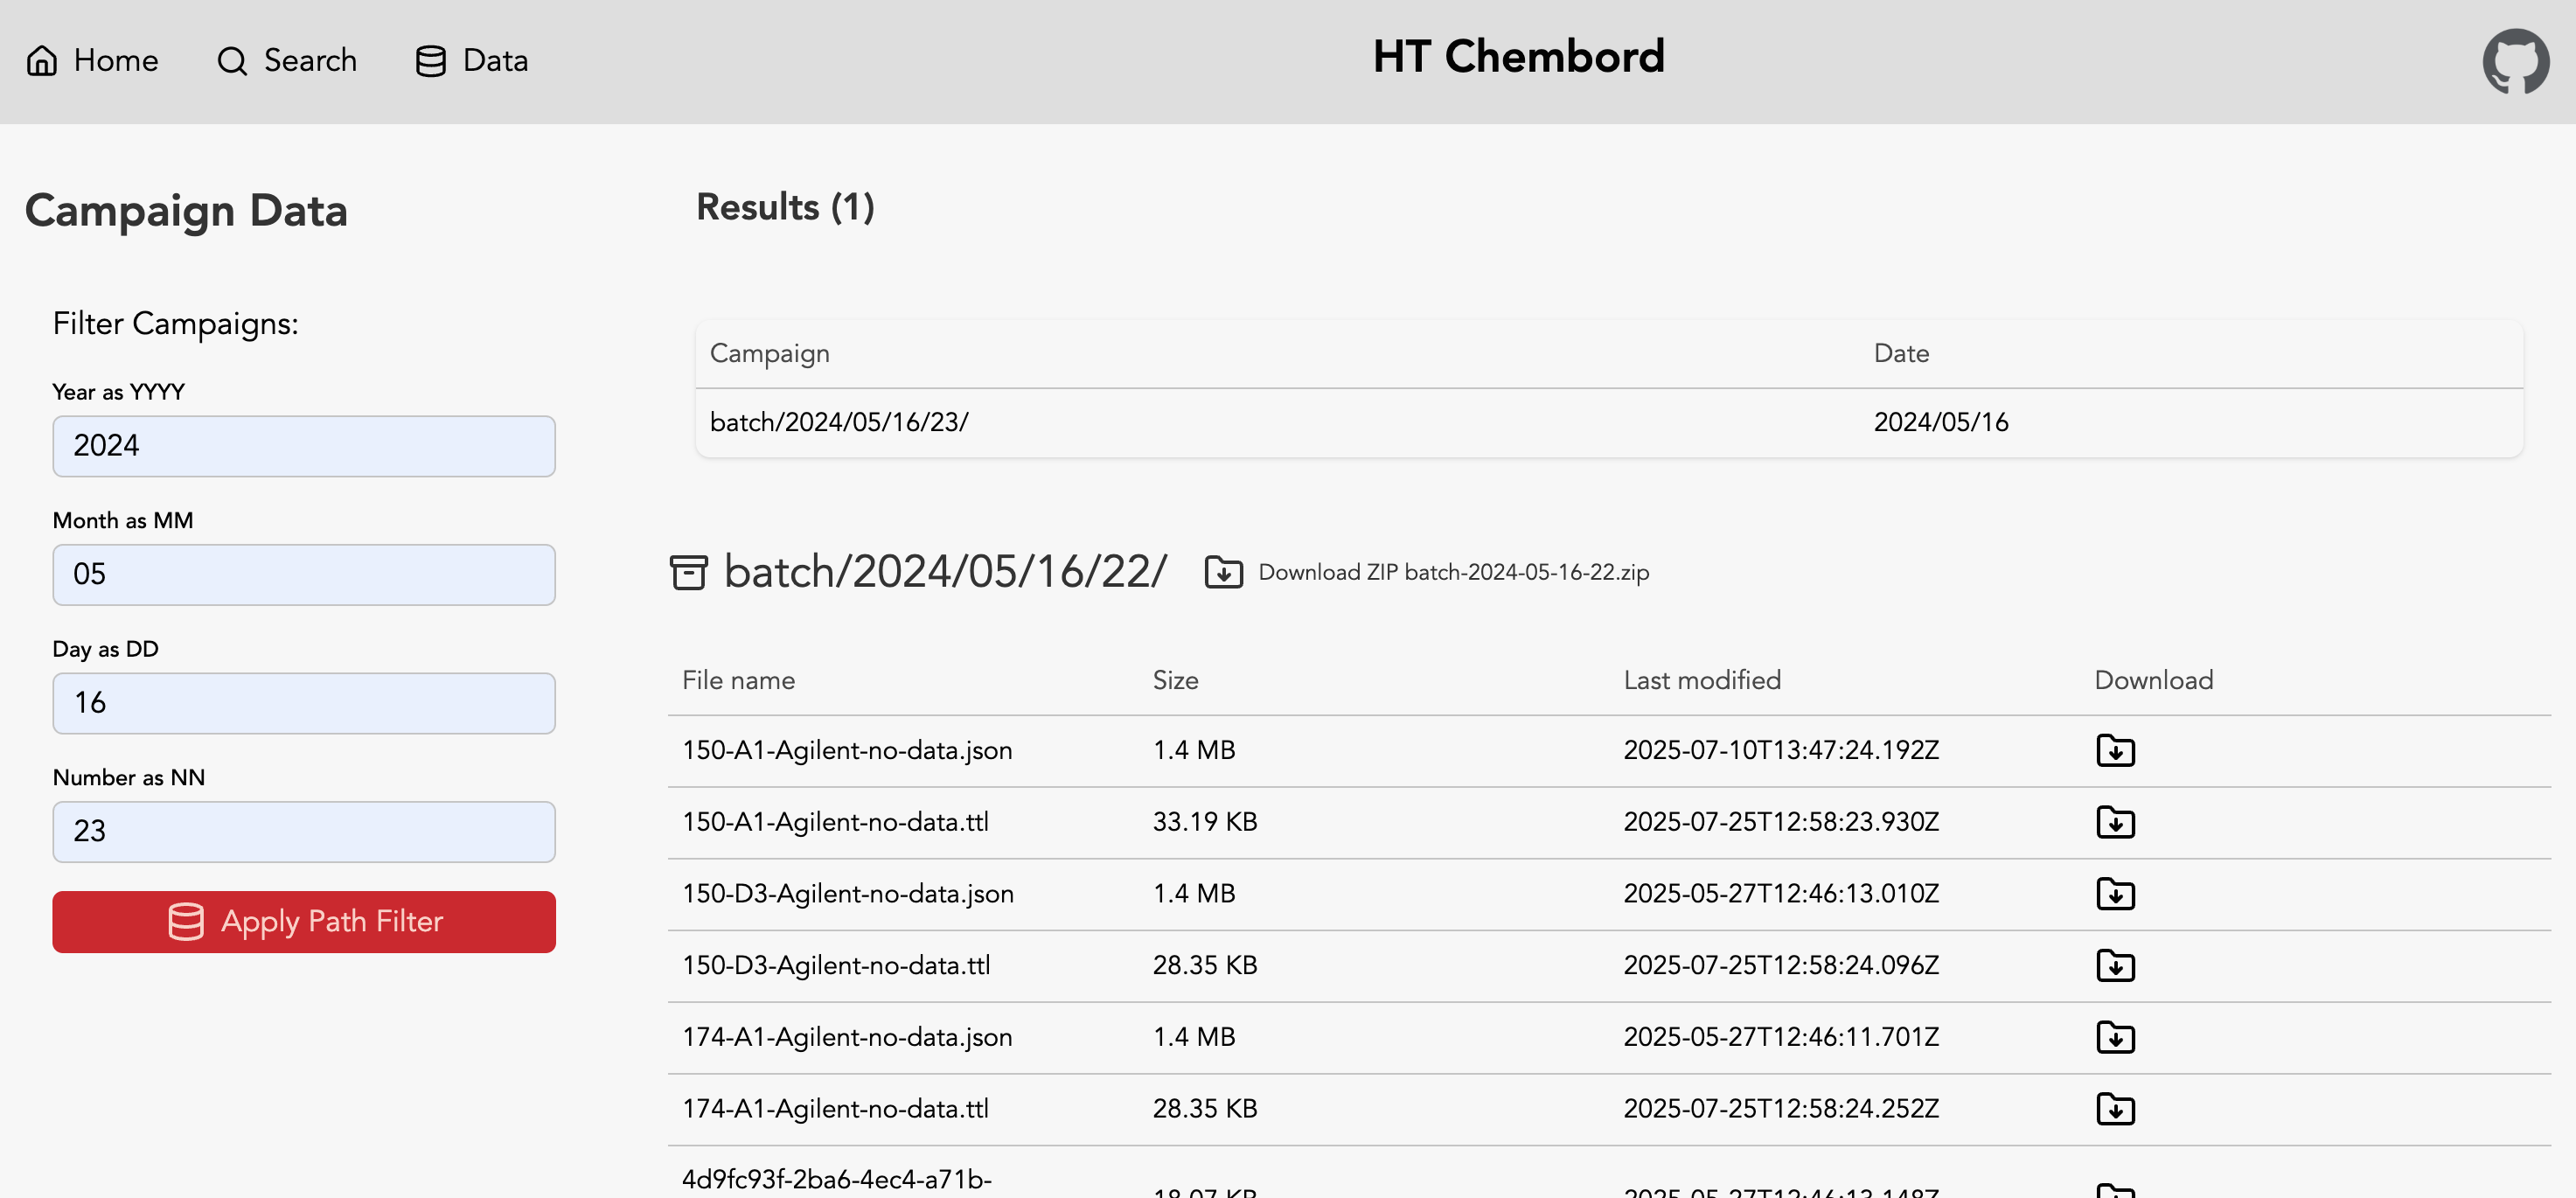 Home Search Data HT Chembord
Campaign Data
Filter Campaigns:
Year as YYYY
2024
Month as MM
05
Day as DD
16
Number as NN
23
Apply Path Filter
Results (1)
Campaign Date
batch/2024/05/16/23/ 2024/05/16
batch/2024/05/16/22/ Download ZIP batch-2024-05-16-22.zip
File name Size Last modified Download
150-A1-Agilent-no-data.json 1.4 MB 2025-07-10T13:47:24.192Z
150-A1-Agilent-no-data.ttl 33.19 KB 2025-07-25T12:58:23.930Z
150-D3-Agilent-no-data.json 1.4 MB 2025-05-27T12:46:13.010Z
150-D3-Agilent-no-data.ttl 28.35 KB 2025-07-25T12:58:24.096Z
174-A1-Agilent-no-data.json 1.4 MB 2025-05-27T12:46:11.701Z
174-A1-Agilent-no-data.ttl 28.35 KB 2025-07-25T12:58:24.252Z
4d9fc93f-2ba6-4ec4-a71b-